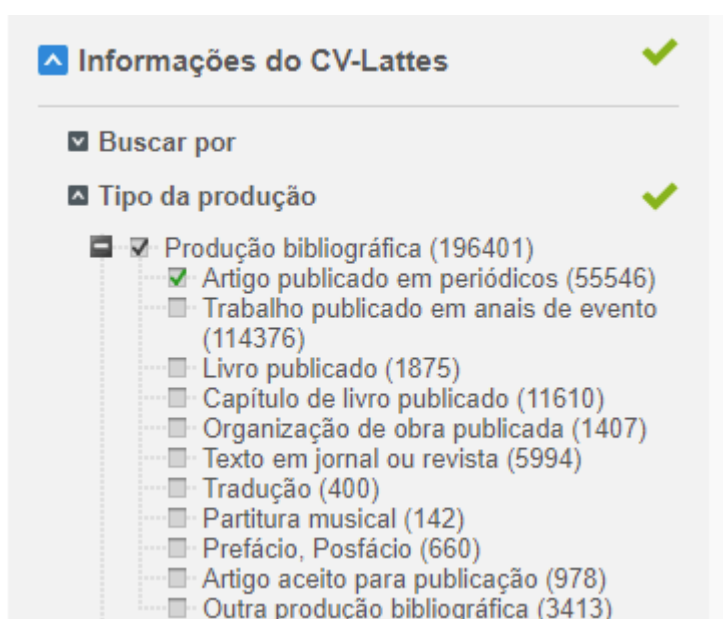 Informações do CV-Lattes
Buscar por
Tipo da produção
Produção bibliográfica (196401)
Artigo publicado em periódicos (55546)
Trabalho publicado em anais de evento
(114376)
Livro publicado (1875)
Capítulo de livro publicado (11610)
Organização de obra publicada (1407)
Texto em jornal ou revista (5994)
Tradução (400)
Partitura musical (142)
Prefácio, Posfácio (660)
Artigo aceito para publicação (978)
Outra produção bibliográfica (3413)